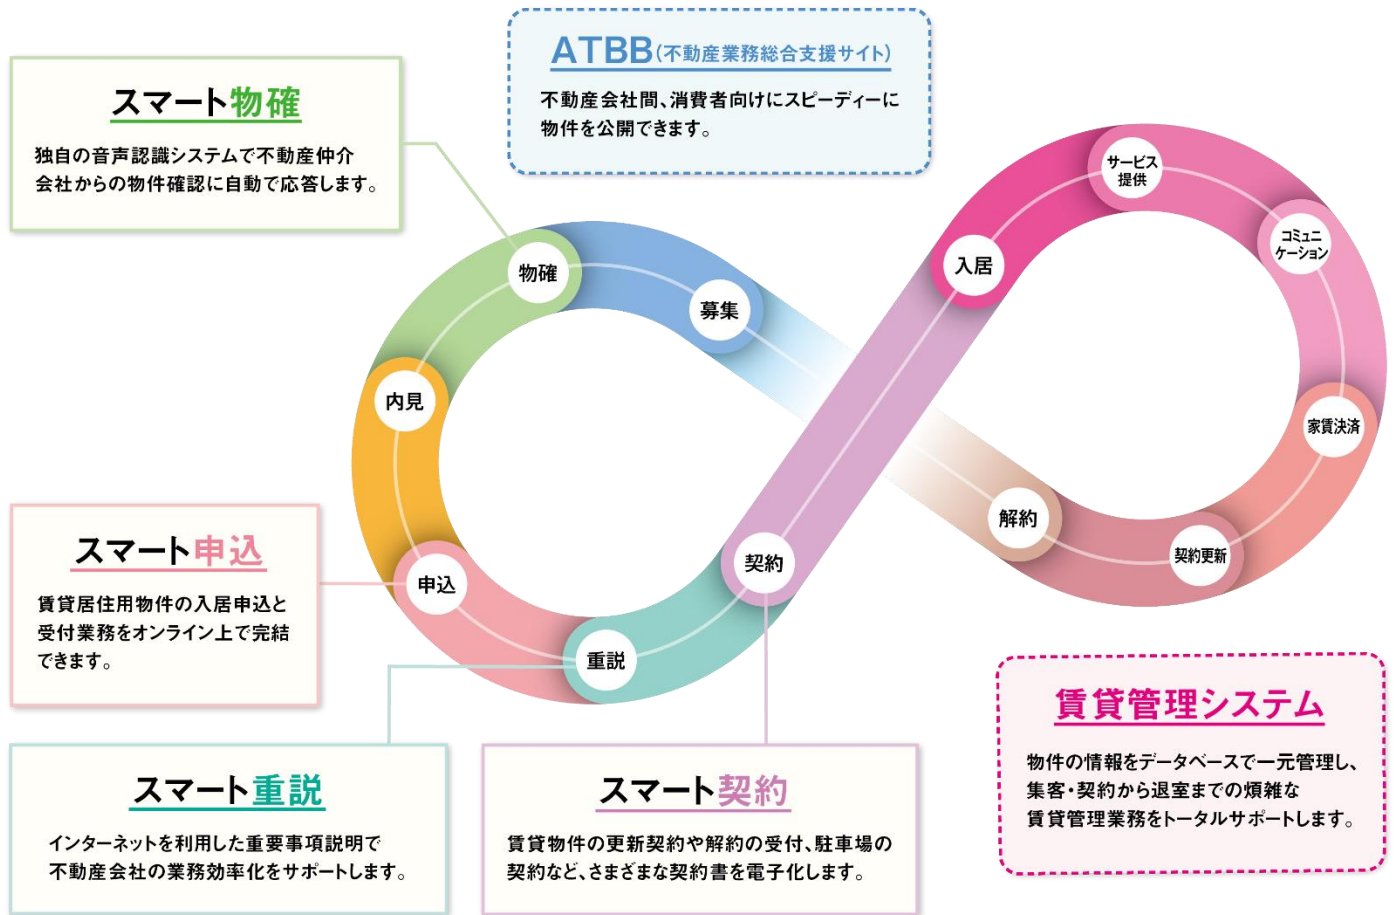 ATBB(不動産業務総合支援サイト)
不動産会社間、消費者向けにスピーディーに
物件を公開できます。
スマート物確
独自の音声認識システムで不動産仲介
会社からの物件確認に自動で応答します。
サービス
提供
コミュニ
ケーション
入居
物確
募集
内見
家賃決済
解約
契約更新
契約
申込
重説
スマート申込
賃貸居住用物件の入居申込と
受付業務をオンライン上で完結
できます。
賃貸管理システム
物件の情報をデータベースで一元管理し、
集客・契約から退室までの煩雑な
賃貸管理業務をトータルサポートします。
スマート重説
インターネットを利用した重要事項説明で
不動産会社の業務効率化をサポートします。
スマート契約
賃貸物件の更新契約や解約の受付、駐車場の
契約など、さまざまな契約書を電子化します。